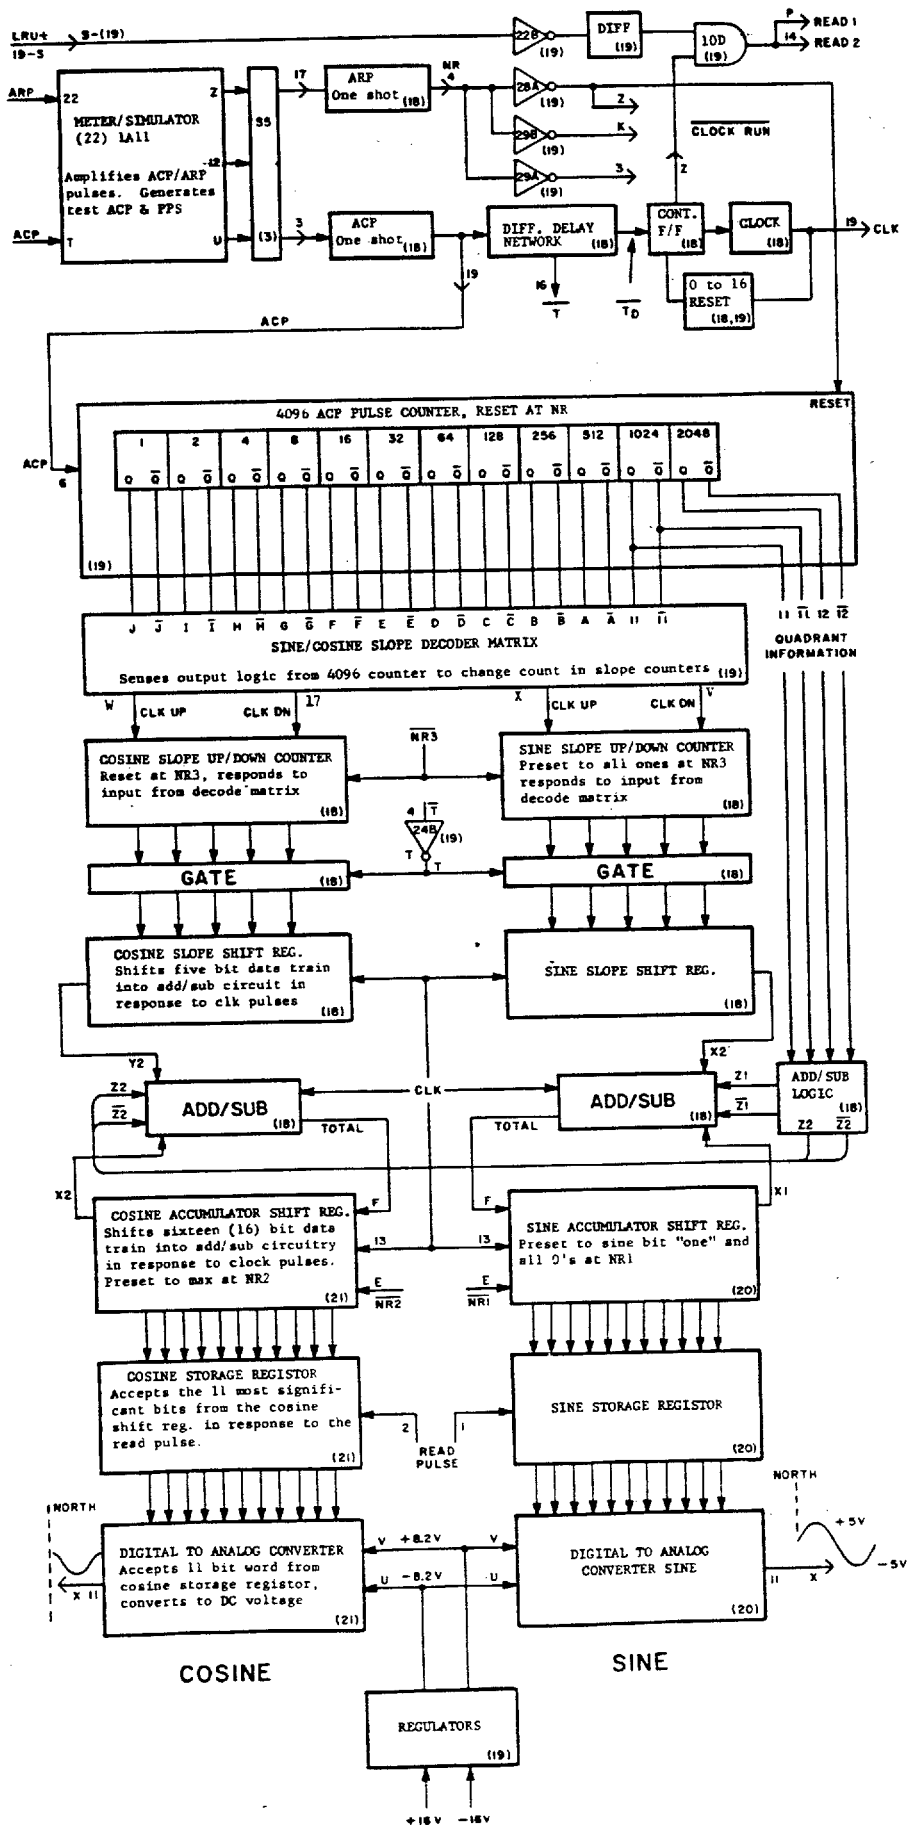 LRU+ S-(19)
19-S
22B
(19)
DIFF
(19)
10D
(19)
P READ 1
14 READ 2
ARP
22
METER/SIMULATOR
(22) 1A11
Amplifies ACP/ARP
pulses. Generates
test ACP & PPS
Z
12
U
ACP
T
S5
(3)
17
ARP
One shot (18)
NR
4
28A
(19)
Z
29B
(19)
K
29A
(19)
3
CLOCK RUN
Z
3
ACP
One shot (18)
19
DIFF. DELAY
NETWORK (18)
16
T
TD
CONT.
F/F
(18)
CLOCK
(18)
19 CLK
0 to 16
RESET
(18,19)
ACP
RESET
4096 ACP PULSE COUNTER, RESET AT NR
1 2 4 8 16 32 64 128 256 512 1024 2048
Q Q̅ Q Q̅ Q Q̅ Q Q̅ Q Q̅ Q Q̅ Q Q̅ Q Q̅ Q Q̅ Q Q̅ Q Q̅ Q Q̅
ACP
6
(19)
J J̅ I I̅ H H̅ G G̅ F F̅ E E̅ D D̅ C C̅ B B̅ A A̅ 11 1̅1̅
11 1̅1̅ 12 1̅2̅
QUADRANT
INFORMATION
SINE/COSINE SLOPE DECODER MATRIX
Senses output logic from 4096 counter to change count in slope counters (19)
W CLK UP CLK DN 17
X CLK UP CLK DN V
COSINE SLOPE UP/DOWN COUNTER
Reset at NR3, responds to
input from decode matrix
(18)
NR3
SINE SLOPE UP/DOWN COUNTER
Preset to all ones at NR3
responds to input from
decode matrix
(18)
4 T̅
24B
(19)
T
T
GATE
(18)
GATE
(18)
COSINE SLOPE SHIFT REG.
Shifts five bit data train
into add/sub circuit in
response to clk pulses
(18)
SINE SLOPE SHIFT REG.
(18)
Y2
Z2
Z̅2̅
ADD/SUB
(18)
CLK
X2
ADD/SUB
(18)
Z1
Z̅1̅
ADD/SUB
LOGIC
(18)
Z2 Z̅2̅
TOTAL
TOTAL
X2
F
F
X1
COSINE ACCUMULATOR SHIFT REG.
Shifts sixteen (16) bit data
train into add/sub circuitry
in response to clock pulses.
Preset to max at NR2
(21)
13
13
E
NR2
E
NR1
SINE ACCUMULATOR SHIFT REG.
Preset to sine bit "one" and
all 0's at NR1
(20)
COSINE STORAGE REGISTOR
Accepts the 11 most signifi-
cant bits from the cosine
shift reg. in response to the
read pulse.
(21)
2
1
READ
PULSE
SINE STORAGE REGISTOR
(20)
NORTH
X 11
DIGITAL TO ANALOG CONVERTER
Accepts 11 bit word from
cosine storage registor,
converts to DC voltage
(21)
V +8.2V V
U -8.2V U
DIGITAL TO ANALOG
CONVERTER SINE
(20)
11
X
NORTH
+5V
-5V
COSINE
SINE
REGULATORS
(19)
+16V -16V